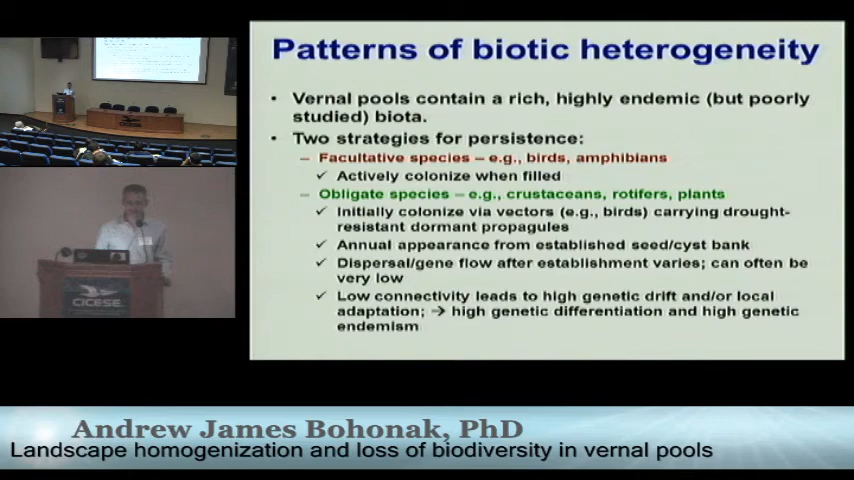 Patterns of biotic heterogeneity
• Vernal pools contain a rich, highly endemic (but poorly
studied) biota.
• Two strategies for persistence:
– Facultative species – e.g., birds, amphibians
✓ Actively colonize when filled
– Obligate species – e.g., crustaceans, rotifers, plants
✓ Initially colonize via vectors (e.g., birds) carrying drought-
resistant dormant propagules
✓ Annual appearance from established seed/cyst bank
✓ Dispersal/gene flow after establishment varies; can often be
very low
✓ Low connectivity leads to high genetic drift and/or local
adaptation; → high genetic differentiation and high genetic
endemism
CICESE
Andrew James Bohonak, PhD
Landscape homogenization and loss of biodiversity in vernal pools